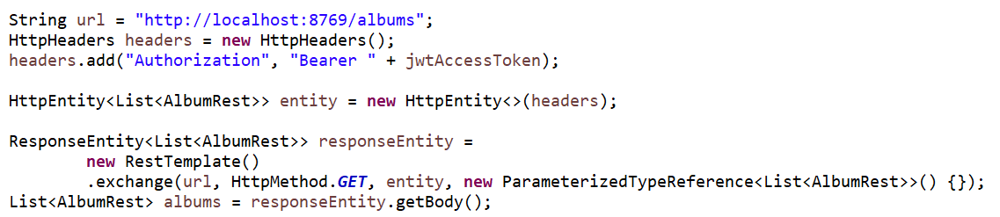 String url = "http://localhost:8769/albums";
HttpHeaders headers = new HttpHeaders();
headers.add("Authorization", "Bearer " + jwtAccessToken);
HttpEntity<List<AlbumRest>> entity = new HttpEntity<>(headers);
ResponseEntity<List<AlbumRest>> responseEntity =
new RestTemplate()
.exchange(url, HttpMethod.GET, entity, new ParameterizedTypeReference<List<AlbumRest>>() {});
List<AlbumRest> albums = responseEntity.getBody();